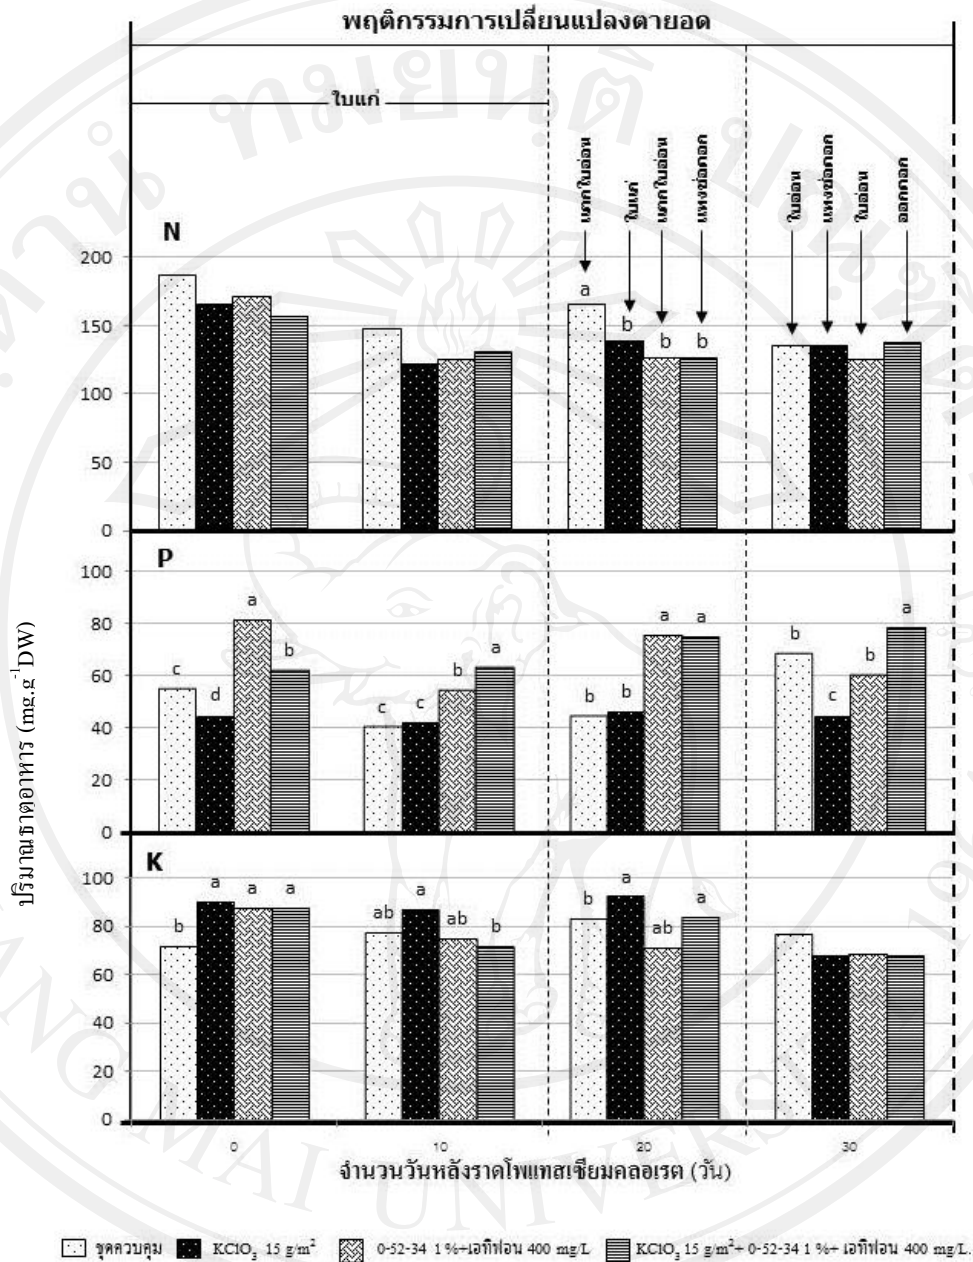 พฤติกรรมการเปลี่ยนแปลงตายอด
ใบแก่
แตกใบอ่อน
ใบแก่
แตกใบอ่อน
แทงช่อดอก
ใบอ่อน
แทงช่อดอก
ใบอ่อน
ออกดอก
N
200
150
100
50
0
a
b
b
b
P
100
80
60
40
20
0
c
d
a
b
c
c
b
a
b
b
a
a
b
c
b
a
K
100
80
60
40
20
0
b
a
a
a
ab
a
ab
b
b
a
ab
a
ปริมาณธาตุอาหาร (mg.g⁻¹DW)
0 10 20 30
จำนวนวันหลังราดโพแทสเซียมคลอเรต (วัน)
ชุดควบคุม KClO₃ 15 g/m² 0-52-34 1 %+เอทิฟอน 400 mg/L KClO₃ 15 g/m²+ 0-52-34 1 %+ เอทิฟอน 400 mg/L.